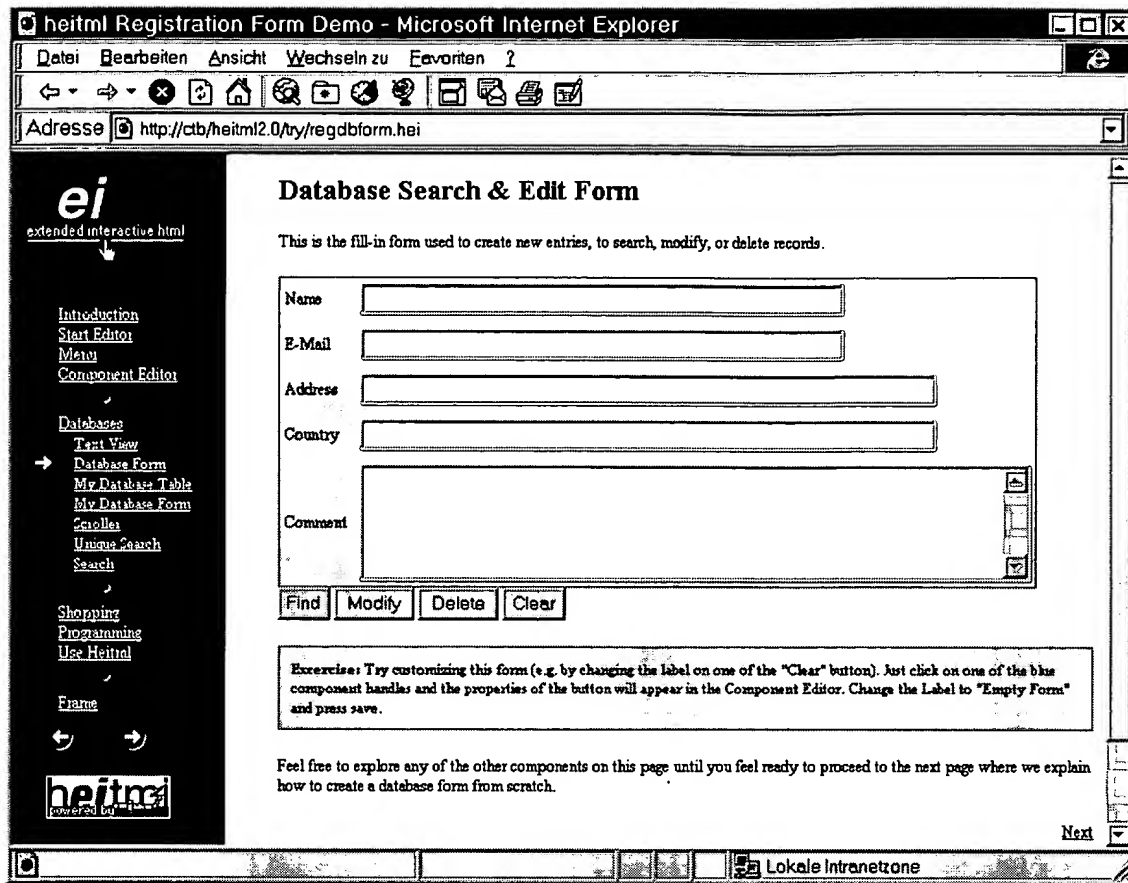 heitml Registration Form Demo - Microsoft Internet Explorer
Datei Bearbeiten Ansicht Wechseln zu Favoriten ?
Adresse http://ctb/heitml2.0/try/regdbform.hei
ei
extended interactive html
Introduction
Start Editor
Menu
Component Editor
Databases
Text View
Database Form
My Database Table
My Database Form
Scroller
Unique Search
Search
Shopping
Programming
Use Heitml
Frame
heitml
powered by
Database Search & Edit Form
This is the fill-in form used to create new entries, to search, modify, or delete records.
Name
E-Mail
Address
Country
Comment
Find Modify Delete Clear
Excercise: Try customizing this form (e.g. by changing the label on one of the "Clear" button). Just click on one of the blue
component handles and the properties of the button will appear in the Component Editor. Change the Label to "Empty Form"
and press save.
Feel free to explore any of the other components on this page until you feel ready to proceed to the next page where we explain
how to create a database form from scratch.
Next
Lokale Intranetzone